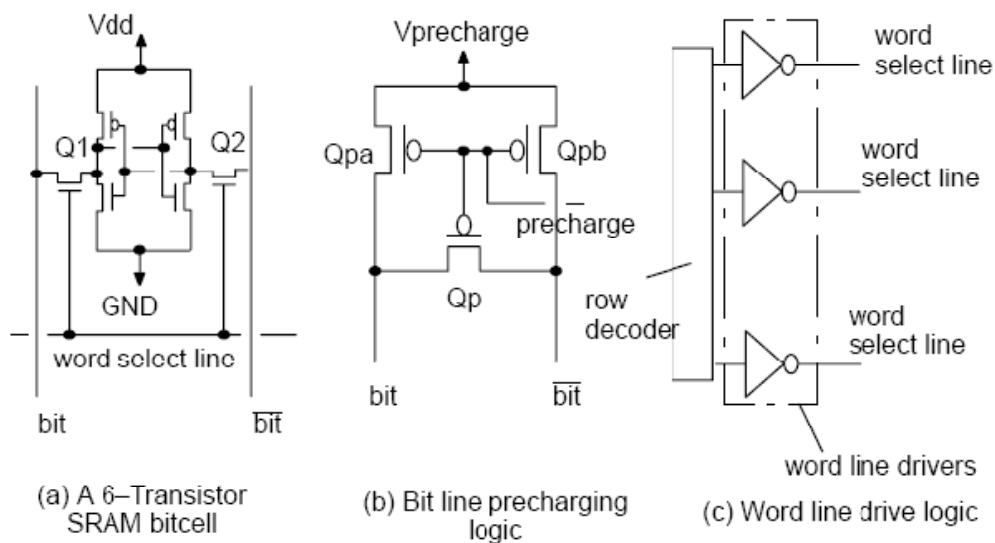 Vdd
Q1
Q2
GND
word select line
bit
b̅i̅t̅
(a) A 6–Transistor
SRAM bitcell
Vprecharge
Qpa
Qpb
precharge
Qp
bit
b̅i̅t̅
(b) Bit line precharging
logic
word
select line
word
select line
row
decoder
word
select line
word line drivers
(c) Word line drive logic